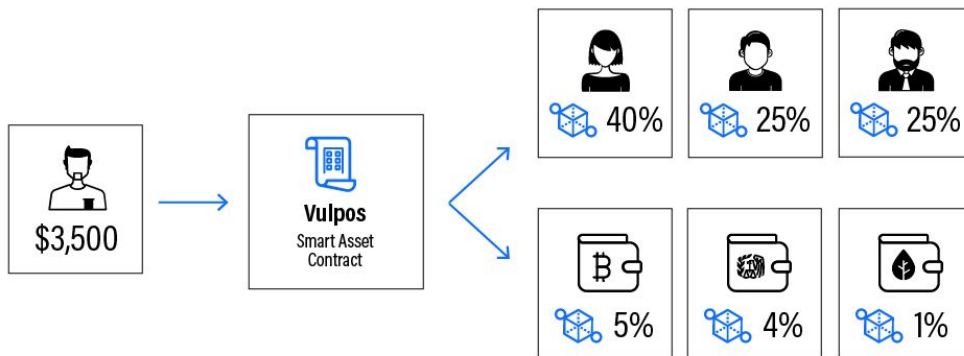 $3,500
Vulpos
Smart Asset
Contract
40%
25%
25%
5%
4%
1%